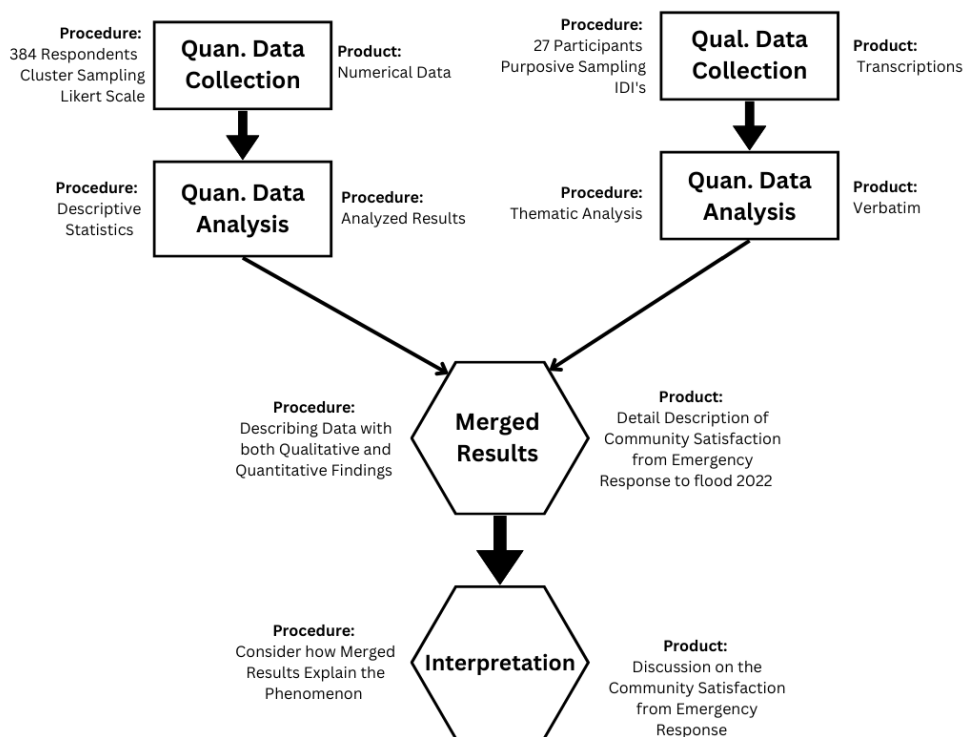 Procedure:
384 Respondents
Cluster Sampling
Likert Scale
Quan. Data
Collection
Product:
Numerical Data
Procedure:
27 Participants
Purposive Sampling
IDI's
Qual. Data
Collection
Product:
Transcriptions
Procedure:
Descriptive
Statistics
Quan. Data
Analysis
Procedure:
Analyzed Results
Procedure:
Thematic Analysis
Quan. Data
Analysis
Product:
Verbatim
Procedure:
Describing Data with
both Qualitative and
Quantitative Findings
Merged
Results
Product:
Detail Description of
Community Satisfaction
from Emergency
Response to flood 2022
Procedure:
Consider how Merged
Results Explain the
Phenomenon
Interpretation
Product:
Discussion on the
Community Satisfaction
from Emergency
Response